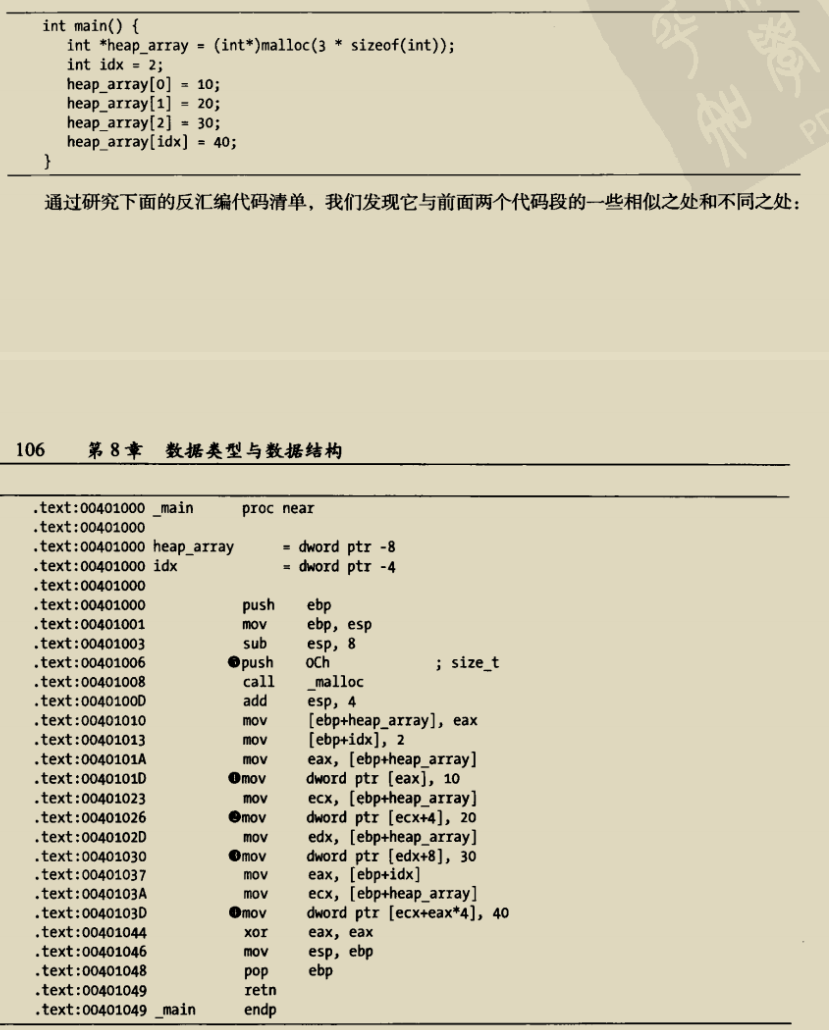 int main() {
int *heap_array = (int*)malloc(3 * sizeof(int));
int idx = 2;
heap_array[0] = 10;
heap_array[1] = 20;
heap_array[2] = 30;
heap_array[idx] = 40;
}
通过研究下面的反汇编代码清单，我们发现它与前面两个代码段的一些相似之处和不同之处：
106 第 8 章 数据类型与数据结构
.text:00401000 _main proc near
.text:00401000
.text:00401000 heap_array = dword ptr -8
.text:00401000 idx = dword ptr -4
.text:00401000
.text:00401000 push ebp
.text:00401001 mov ebp, esp
.text:00401003 sub esp, 8
.text:00401006 push 0Ch ; size_t
.text:00401008 call _malloc
.text:0040100D add esp, 4
.text:00401010 mov [ebp+heap_array], eax
.text:00401013 mov [ebp+idx], 2
.text:0040101A mov eax, [ebp+heap_array]
.text:0040101D mov dword ptr [eax], 10
.text:00401023 mov ecx, [ebp+heap_array]
.text:00401026 ❷mov dword ptr [ecx+4], 20
.text:0040102D mov edx, [ebp+heap_array]
.text:00401030 ❸mov dword ptr [edx+8], 30
.text:00401037 mov eax, [ebp+idx]
.text:0040103A mov ecx, [ebp+heap_array]
.text:0040103D mov dword ptr [ecx+eax*4], 40
.text:00401044 xor eax, eax
.text:00401046 mov esp, ebp
.text:00401048 pop ebp
.text:00401049 retn
.text:00401049 _main endp